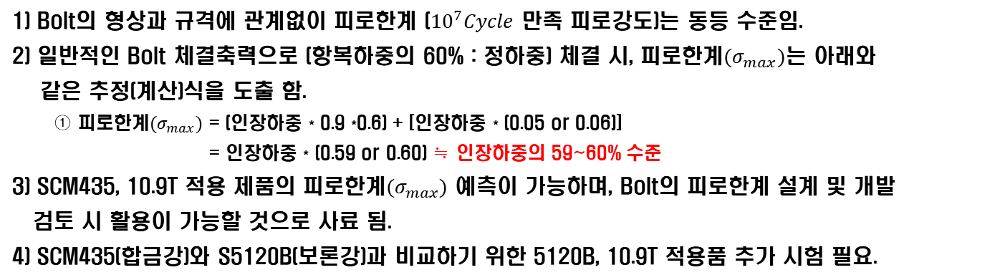 1) Bolt의 형상과 규격에 관계없이 피로한계 (10⁷Cycle 만족 피로강도)는 동등 수준임.
2) 일반적인 Bolt 체결축력으로 (항복하중의 60% : 정하중) 체결 시, 피로한계(σₘₐₓ)는 아래와
같은 추정(계산)식을 도출 함.
① 피로한계(σₘₐₓ) = (인장하중 * 0.9 *0.6) + [인장하중 * (0.05 or 0.06)]
= 인장하중 * (0.59 or 0.60) ≒ 인장하중의 59~60% 수준
3) SCM435, 10.9T 적용 제품의 피로한계(σₘₐₓ) 예측이 가능하며, Bolt의 피로한계 설계 및 개발
검토 시 활용이 가능할 것으로 사료 됨.
4) SCM435(합금강)와 S5120B(보론강)과 비교하기 위한 5120B, 10.9T 적용품 추가 시험 필요.